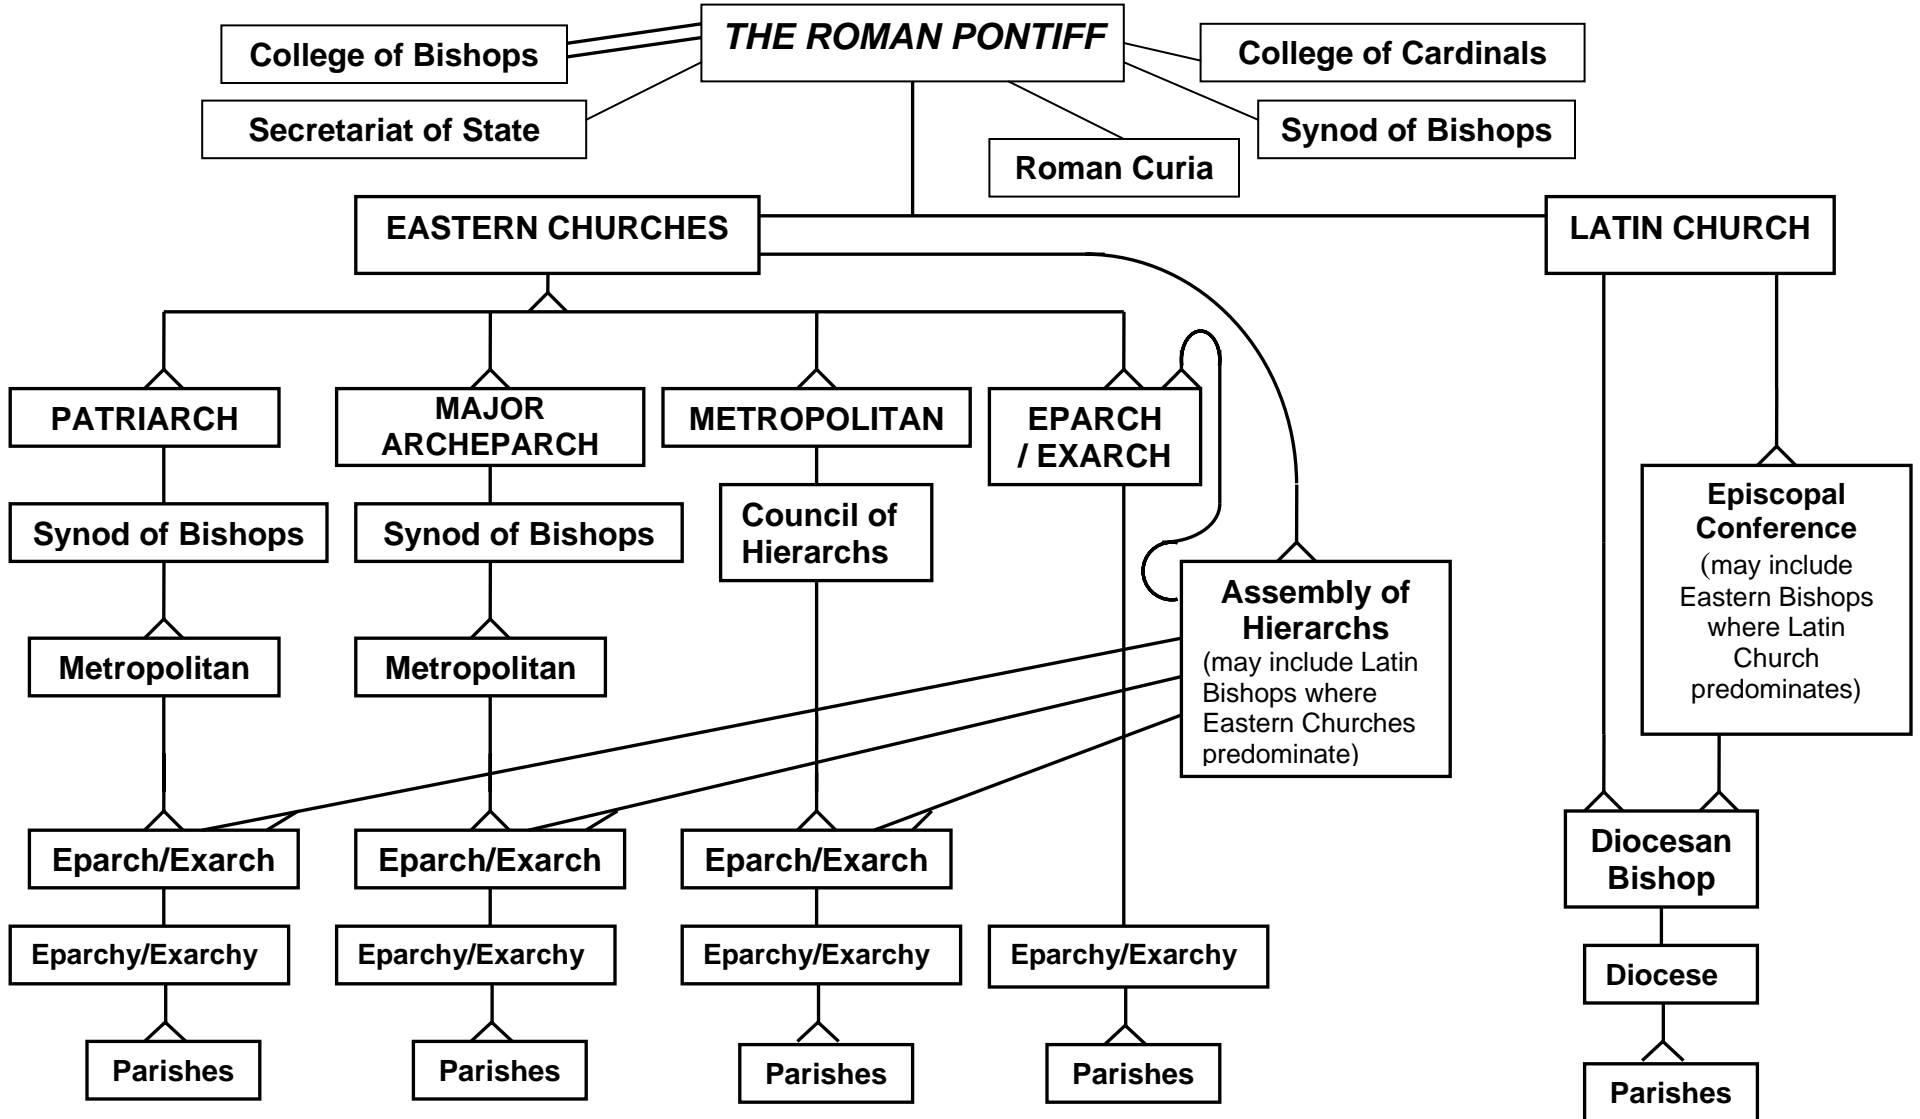 THE ROMAN PONTIFF
College of Bishops
College of Cardinals
Secretariat of State
Synod of Bishops
Roman Curia
EASTERN CHURCHES
LATIN CHURCH
PATRIARCH
MAJOR
ARCHEPARCH
METROPOLITAN
EPARCH
/ EXARCH
Synod of Bishops
Synod of Bishops
Council of
Hierarchs
Assembly of
Hierarchs
(may include Latin
Bishops where
Eastern Churches
predominate)
Episcopal
Conference
(may include
Eastern Bishops
where Latin
Church
predominates)
Metropolitan
Metropolitan
Eparch/Exarch
Eparch/Exarch
Eparch/Exarch
Diocesan
Bishop
Eparchy/Exarchy
Eparchy/Exarchy
Eparchy/Exarchy
Eparchy/Exarchy
Diocese
Parishes
Parishes
Parishes
Parishes
Parishes